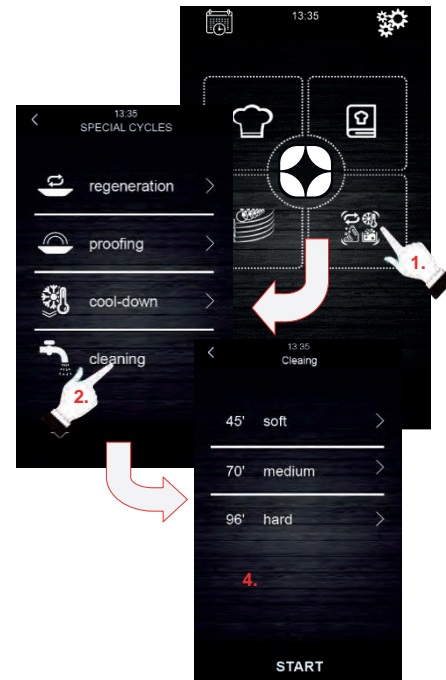 13:35
1.
13:35
SPECIAL CYCLES
regeneration
proofing
cool-down
cleaning
2.
13:35
Cleaing
45' soft
70' medium
96' hard
4.
START